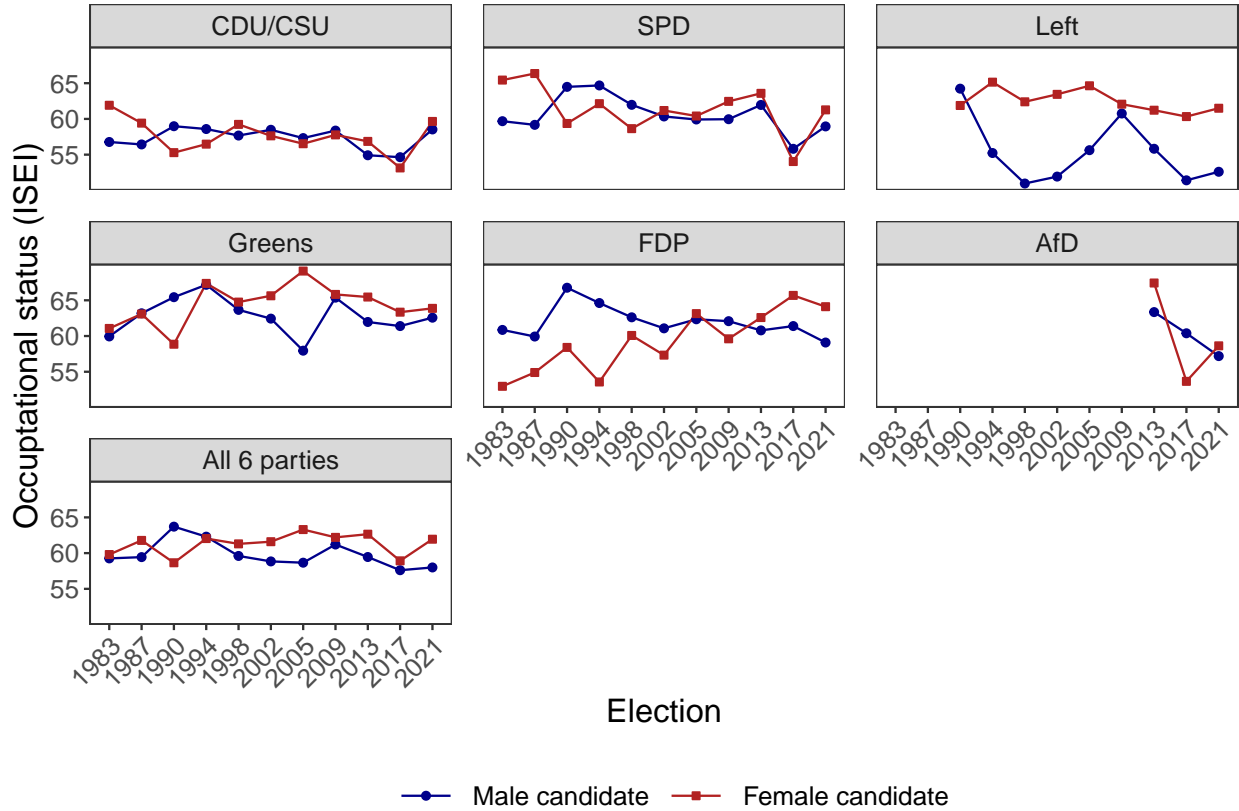 CDU/CSU
SPD
Left
65
60
55
Greens
FDP
AfD
65
60
55
1983 1987 1990 1994 1998 2002 2005 2009 2013 2017 2021
1983 1987 1990 1994 1998 2002 2005 2009 2013 2017 2021
All 6 parties
65
60
55
1983 1987 1990 1994 1998 2002 2005 2009 2013 2017 2021
Occuptational status (ISEI)
Election
Male candidate
Female candidate